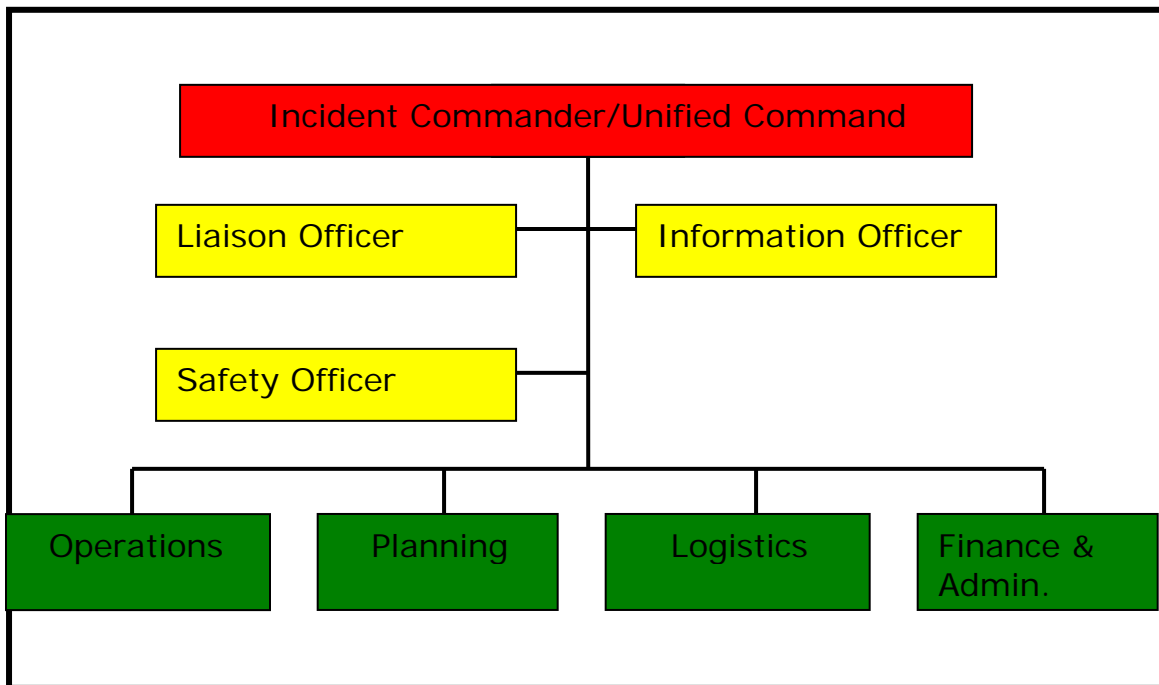 Incident Commander/Unified Command
Liaison Officer
Information Officer
Safety Officer
Operations
Planning
Logistics
Finance &
Admin.